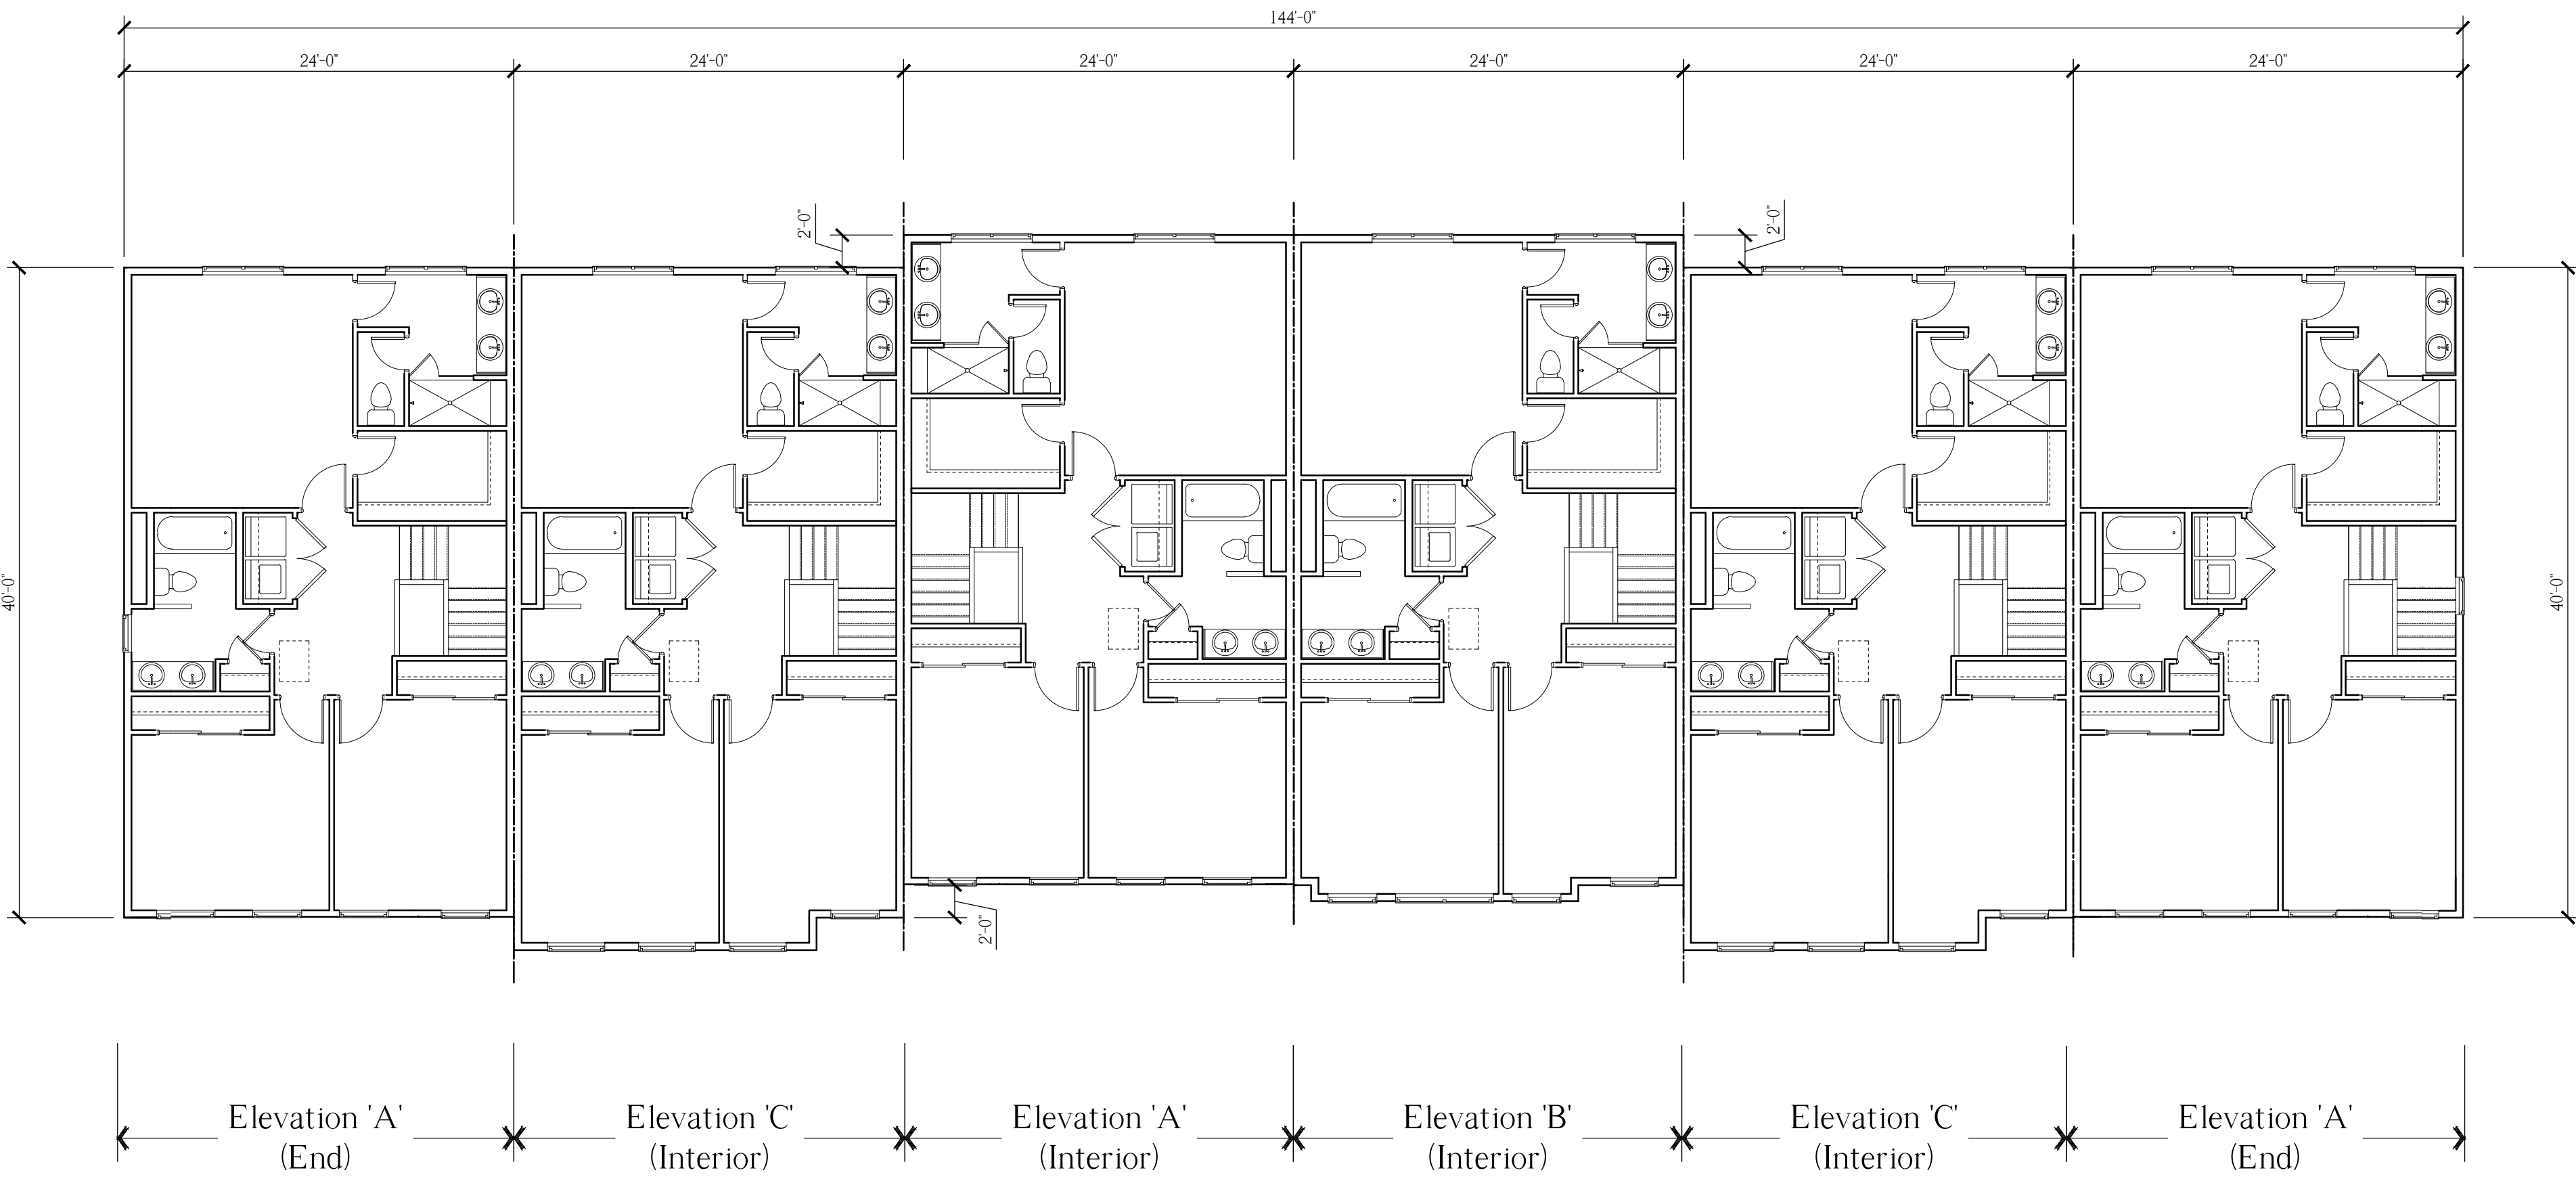 144'-0"
24'-0"
24'-0"
24'-0"
24'-0"
24'-0"
24'-0"
2'-0"
2'-0"
40'-0"
40'-0"
2'-0"
Elevation 'A'
(End)
Elevation 'C'
(Interior)
Elevation 'A'
(Interior)
Elevation 'B'
(Interior)
Elevation 'C'
(Interior)
Elevation 'A'
(End)